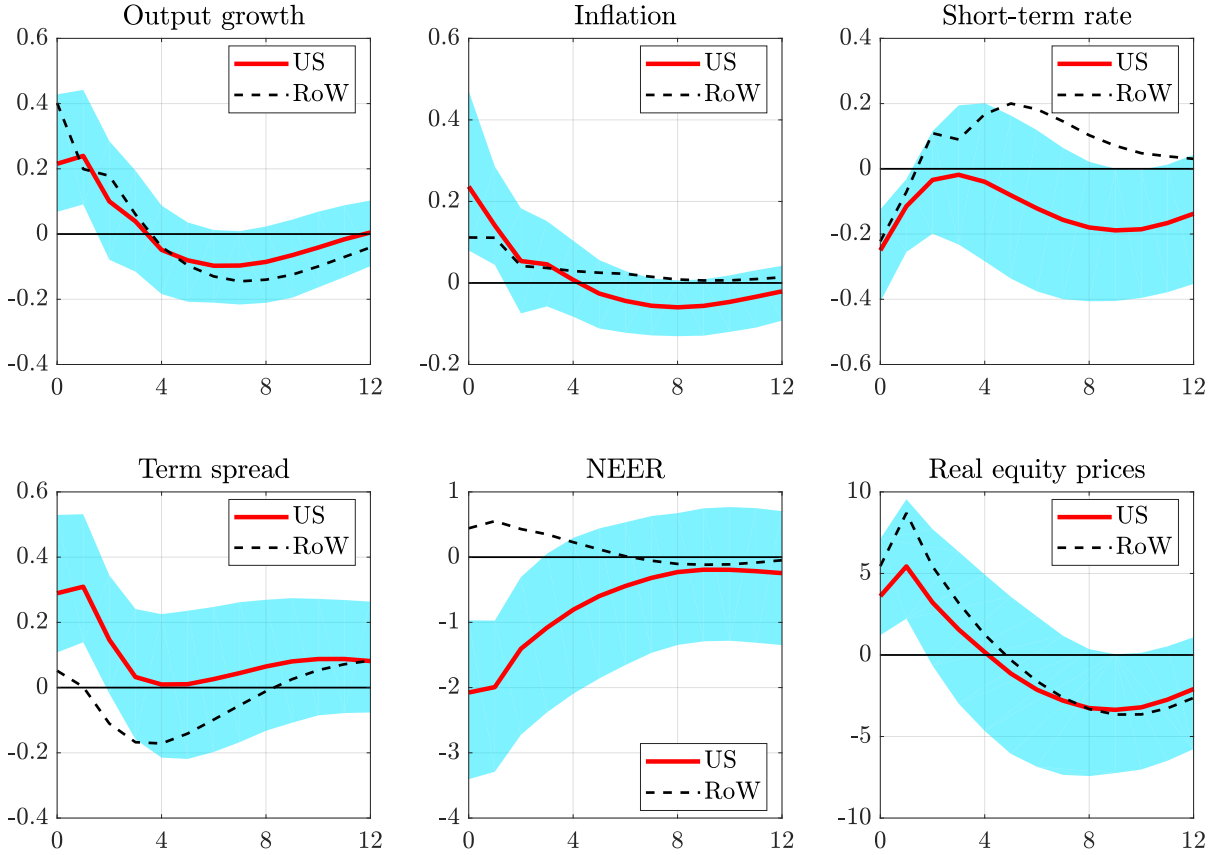 Output growth
0.6
0.4
0.2
0
-0.2
-0.4
0 4 8 12
US
RoW
Inflation
0.6
0.4
0.2
0
-0.2
0 4 8 12
US
RoW
Short-term rate
0.4
0.2
0
-0.2
-0.4
-0.6
0 4 8 12
US
RoW
Term spread
0.6
0.4
0.2
0
-0.2
-0.4
0 4 8 12
US
RoW
NEER
1
0
-1
-2
-3
-4
0 4 8 12
US
RoW
Real equity prices
10
5
0
-5
-10
0 4 8 12
US
RoW